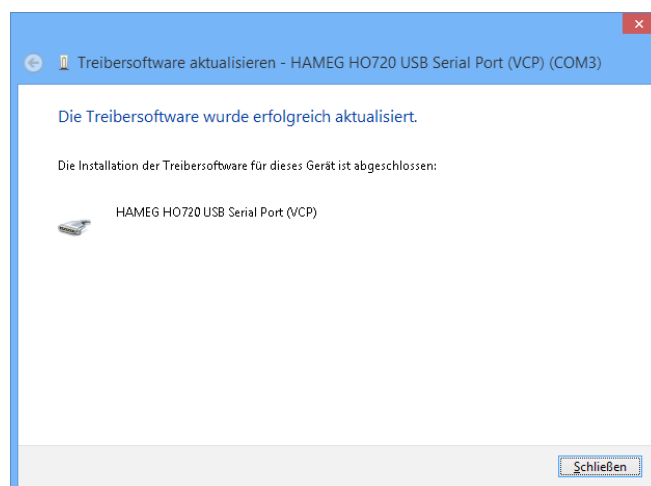 Treibersoftware aktualisieren - HAMEG HO720 USB Serial Port (VCP) (COM3)
Die Treibersoftware wurde erfolgreich aktualisiert.
Die Installation der Treibersoftware für dieses Gerät ist abgeschlossen:
HAMEG HO720 USB Serial Port (VCP)
Schließen